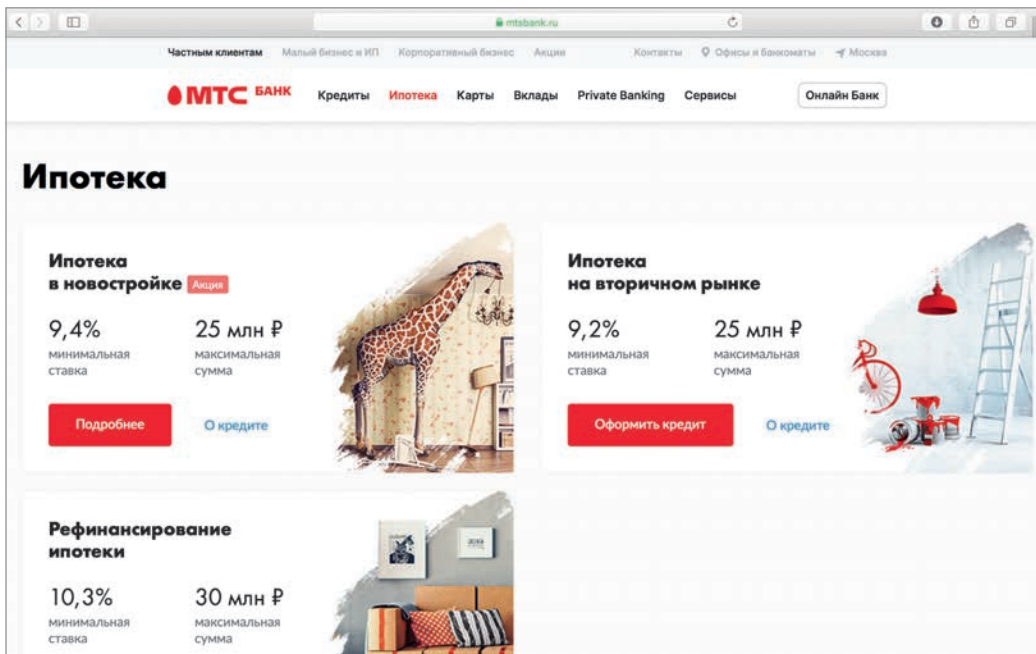 mtsbank.ru
Частным клиентам Малый бизнес и ИП Корпоративный бизнес Акции Контакты Офисы и банкоматы Москва
МТС БАНК Кредиты Ипотека Карты Вклады Private Banking Сервисы Онлайн Банк
Ипотека
Ипотека
в новостройке Акция
9,4% 25 млн ₽
минимальная максимальная
ставка сумма
Подробнее О кредите
Ипотека
на вторичном рынке
9,2% 25 млн ₽
минимальная максимальная
ставка сумма
Оформить кредит О кредите
Рефинансирование
ипотеки
10,3% 30 млн ₽
минимальная максимальная
ставка сумма